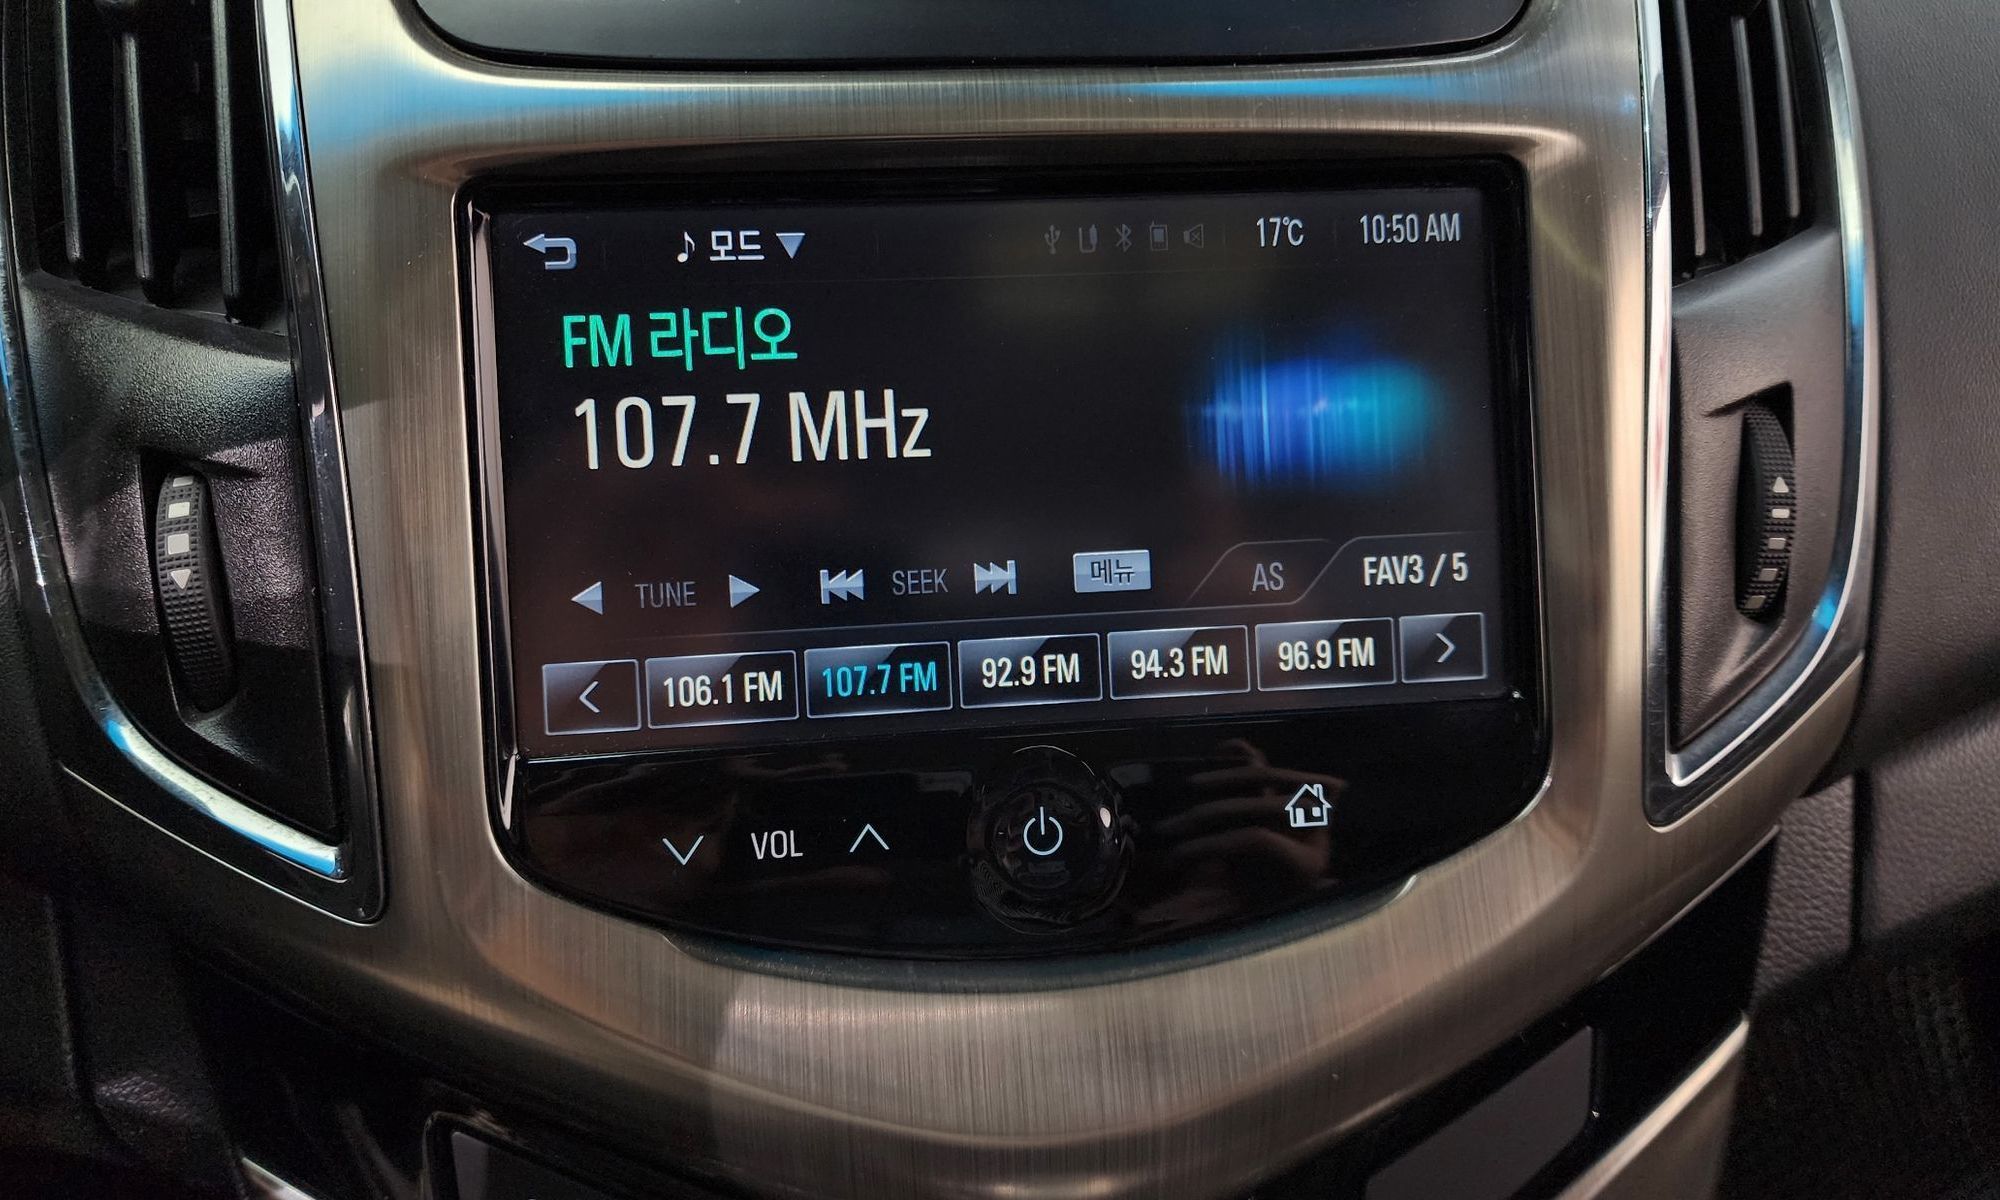 ♪ 모드 ▼ 17℃ 10:50 AM
FM 라디오
107.7 MHz
TUNE SEEK 메뉴 AS FAV3 / 5
106.1 FM 107.7 FM 92.9 FM 94.3 FM 96.9 FM
VOL